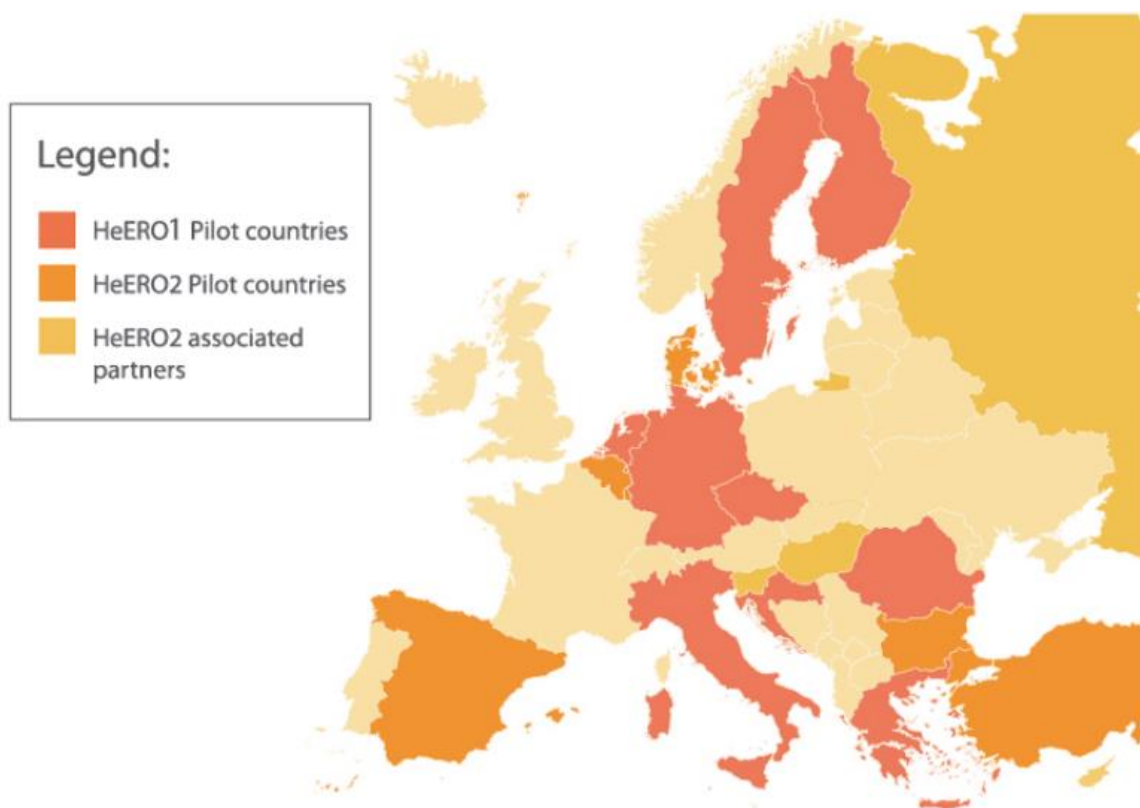 Legend:
HeERO1 Pilot countries
HeERO2 Pilot countries
HeERO2 associated
partners